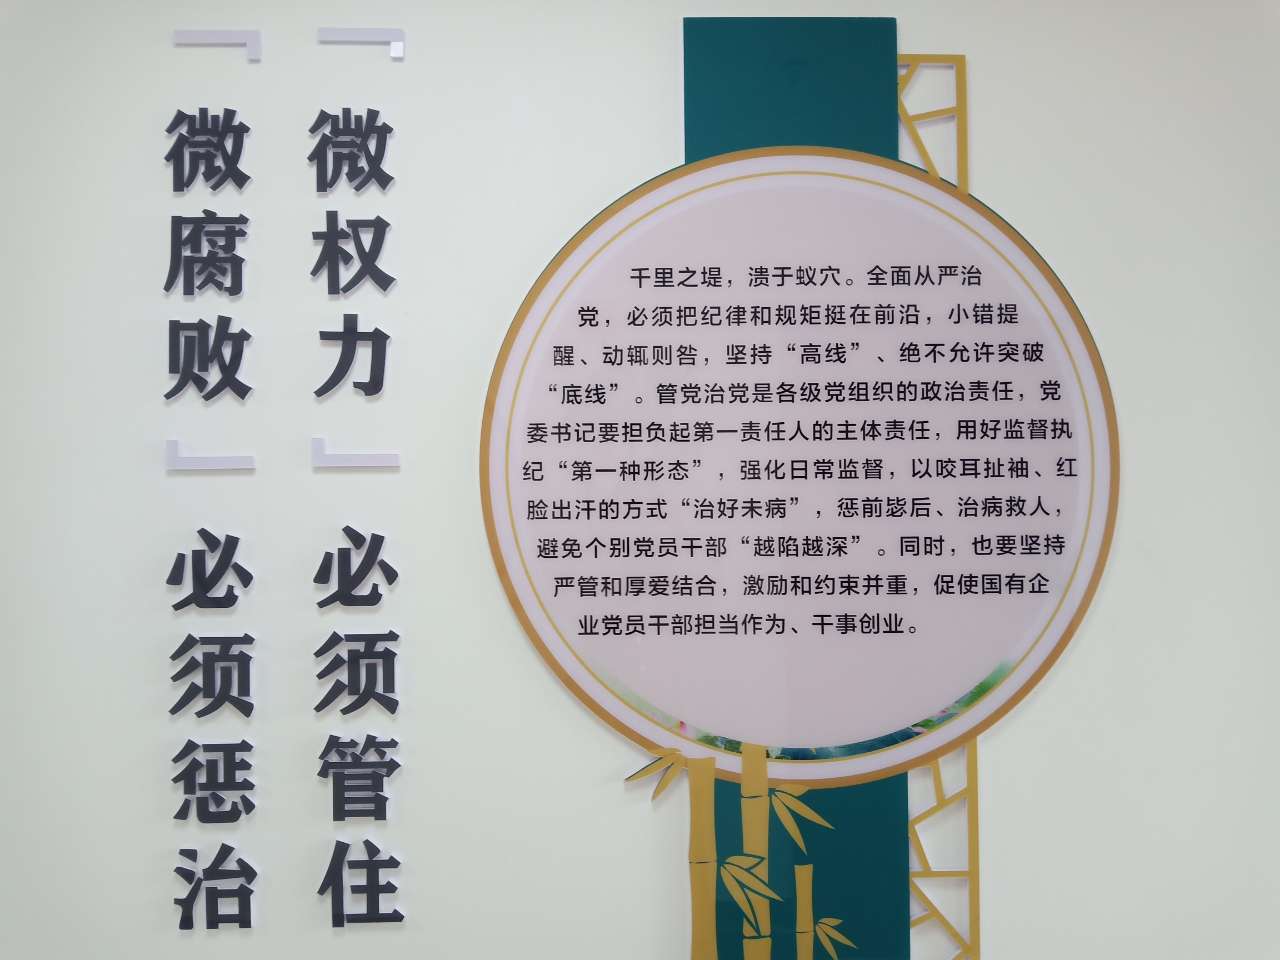 「微权力」必须管住
「微腐败」必须惩治
千里之堤，溃于蚁穴。全面从严治
党，必须把纪律和规矩挺在前沿，小错提
醒、动辄则咎，坚持“高线”、绝不允许突破
“底线”。管党治党是各级党组织的政治责任，党
委书记要担负起第一责任人的主体责任，用好监督执
纪“第一种形态”，强化日常监督，以咬耳扯袖、红
脸出汗的方式“治好未病”，惩前毖后、治病救人，
避免个别党员干部“越陷越深”。同时，也要坚持
严管和厚爱结合，激励和约束并重，促使国有企
业党员干部担当作为、干事创业。